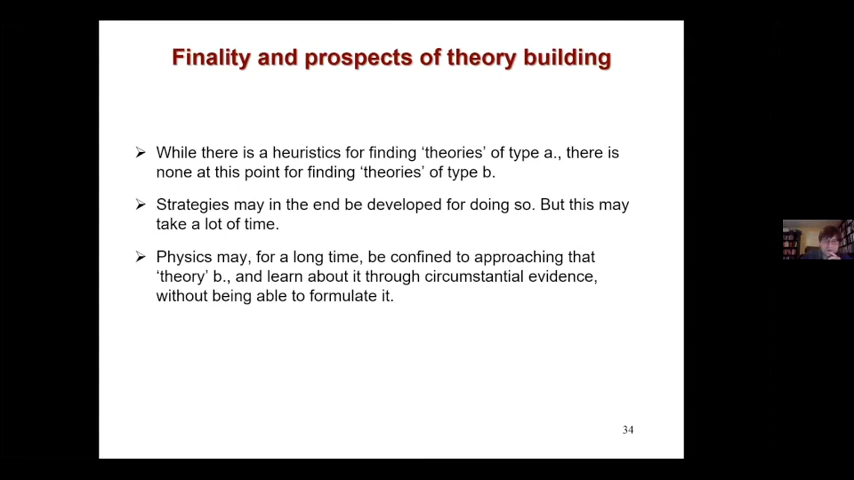 Finality and prospects of theory building
➢ While there is a heuristics for finding ‘theories’ of type a., there is
none at this point for finding ‘theories’ of type b.
➢ Strategies may in the end be developed for doing so. But this may
take a lot of time.
➢ Physics may, for a long time, be confined to approaching that
‘theory’ b., and learn about it through circumstantial evidence,
without being able to formulate it.
34